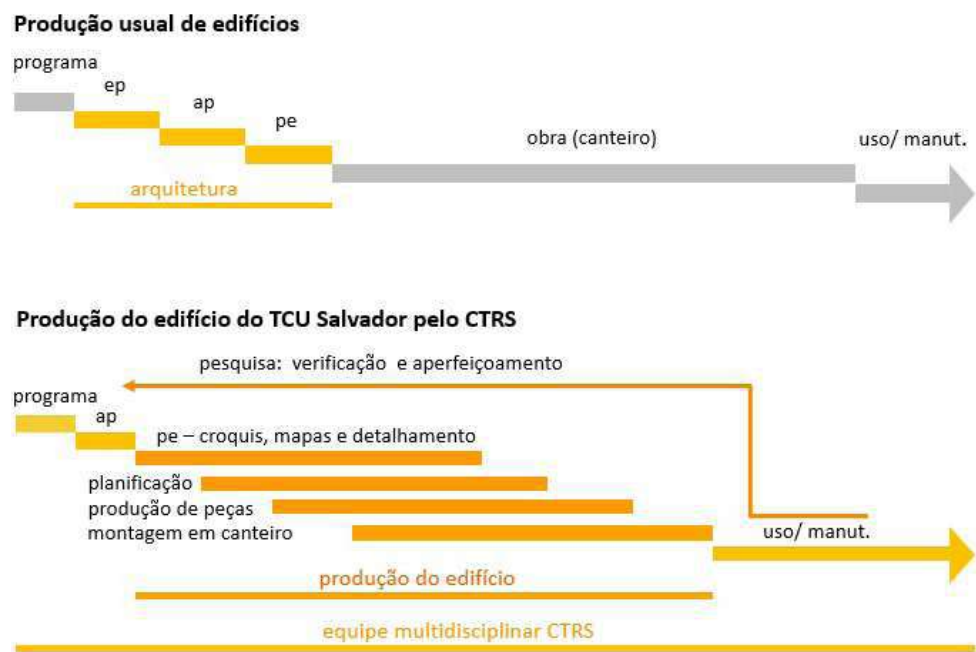 Produção usual de edifícios
programa
ep
ap
pe
obra (canteiro)
uso/ manut.
arquitetura
Produção do edifício do TCU Salvador pelo CTRS
pesquisa: verificação e aperfeiçoamento
programa
ap
pe – croquis, mapas e detalhamento
planificação
produção de peças
montagem em canteiro
uso/ manut.
produção do edifício
equipe multidisciplinar CTRS